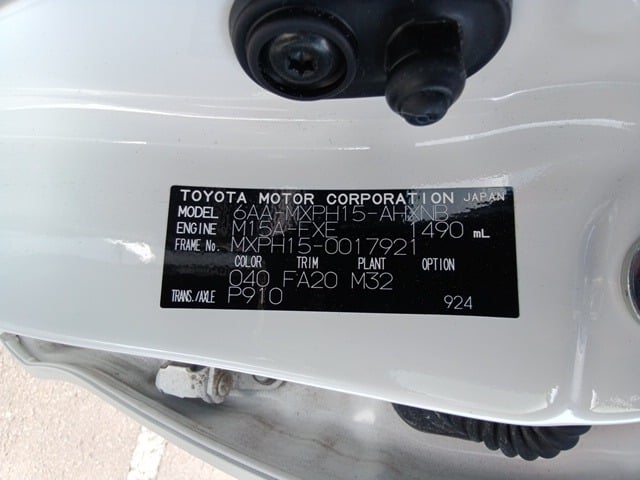 TOYOTA MOTOR CORPORATION JAPAN
MODEL 6AA-MXPH15-AHXNB
ENGINE M15A-FXE 1490 mL
FRAME No. MXPH15-0017921
COLOR TRIM PLANT OPTION
040 FA20 M32
TRANS./AXLE P910 924